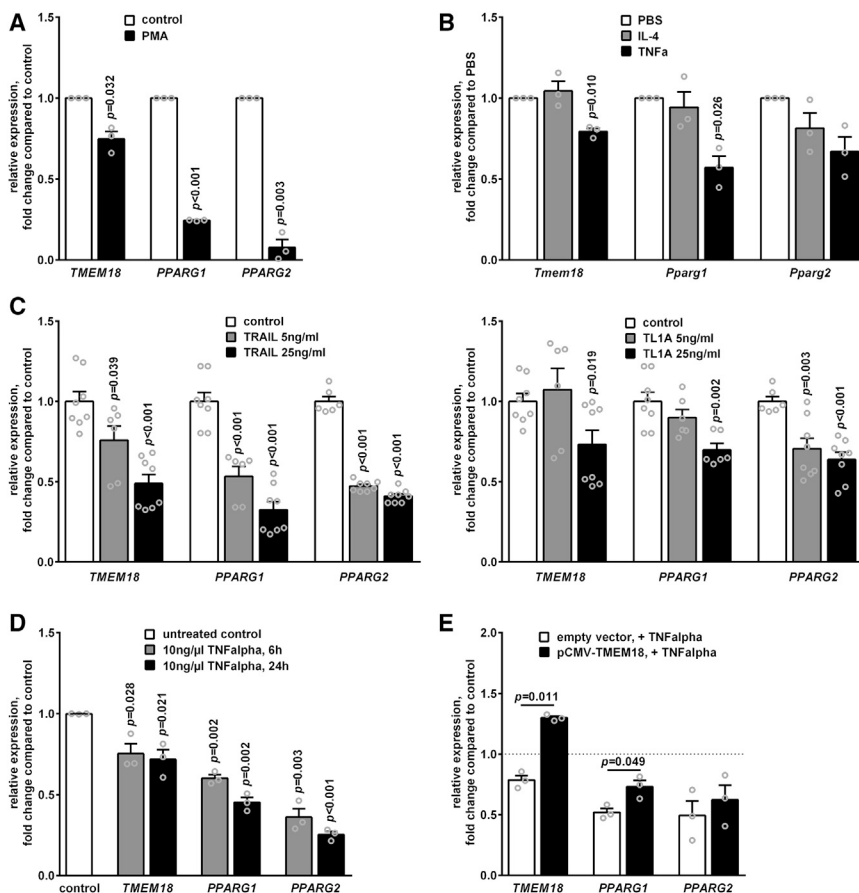 A
control
PMA
relative expression,
fold change compared to control
1.5
1.0
0.5
0.0
p=0.032
p<0.001
p=0.003
TMEM18
PPARG1
PPARG2
B
PBS
IL-4
TNFa
relative expression,
fold change compared to PBS
1.5
1.0
0.5
0.0
p=0.010
p=0.026
Tmem18
Pparg1
Pparg2
C
control
TRAIL 5ng/ml
TRAIL 25ng/ml
relative expression,
fold change compared to control
1.5
1.0
0.5
0.0
p=0.039
p<0.001
p<0.001
p<0.001
p<0.001
p<0.001
TMEM18
PPARG1
PPARG2
control
TL1A 5ng/ml
TL1A 25ng/ml
relative expression,
fold change compared to control
1.5
1.0
0.5
0.0
p=0.019
p=0.002
p=0.003
p<0.001
TMEM18
PPARG1
PPARG2
D
untreated control
10ng/µl TNFalpha, 6h
10ng/µl TNFalpha, 24h
relative expression,
fold change compared to control
1.5
1.0
0.5
0.0
p=0.028
p=0.021
p=0.002
p=0.002
p=0.003
p<0.001
control
TMEM18
PPARG1
PPARG2
E
empty vector, + TNFalpha
pCMV-TMEM18, + TNFalpha
relative expression,
fold change compared to control
2.0
1.5
1.0
0.5
0.0
p=0.011
p=0.049
TMEM18
PPARG1
PPARG2